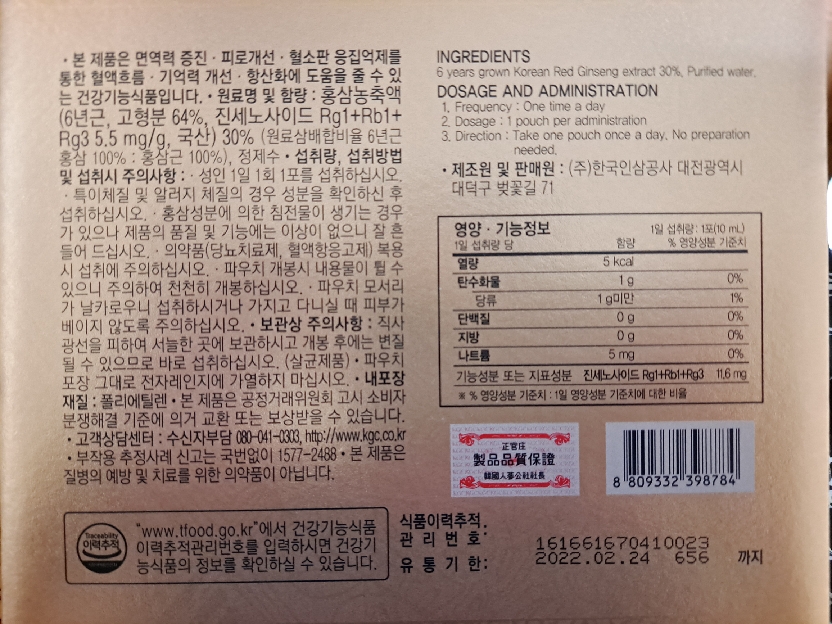 • 본 제품은 면역력 증진 · 피로개선 · 혈소판 응집억제를
통한 혈액흐름 · 기억력 개선 · 항산화에 도움을 줄 수 있
는 건강기능식품입니다. • 원료명 및 함량 : 홍삼농축액
(6년근, 고형분 64%, 진세노사이드 Rg1+Rb1+
Rg3 5.5 mg/g, 국산) 30% (원료삼배합비율 6년근
홍삼 100% : 홍삼근 100%), 정제수 • 섭취량, 섭취방법
및 섭취시 주의사항 : · 성인 1일 1회 1포를 섭취하십시오.
· 특이체질 및 알러지 체질의 경우 성분을 확인하신 후
섭취하십시오. · 홍삼성분에 의한 침전물이 생기는 경우
가 있으나 제품의 품질 및 기능에는 이상이 없으니 잘 흔
들어 드십시오. · 의약품(당뇨치료제, 혈액항응고제) 복용
시 섭취에 주의하십시오. · 파우치 개봉시 내용물이 튈 수
있으니 주의하여 천천히 개봉하십시오. · 파우치 모서리
가 날카로우니 섭취하시거나 가지고 다니실 때 피부가
베이지 않도록 주의하십시오. • 보관상 주의사항 : 직사
광선을 피하여 서늘한 곳에 보관하시고 개봉 후에는 변질
될 수 있으므로 바로 섭취하십시오. (살균제품) • 파우치
포장 그대로 전자레인지에 가열하지 마십시오. • 내포장
재질 : 폴리에틸렌 • 본 제품은 공정거래위원회 고시 소비자
분쟁해결 기준에 의거 교환 또는 보상받을 수 있습니다.
• 고객상담센터 : 수신자부담 080-041-0303, http://www.kgc.co.kr
• 부작용 추정사례 신고는 국번없이 1577-2488 • 본 제품은
질병의 예방 및 치료를 위한 의약품이 아닙니다.
Traceability
이력추적
"www.tfood.go.kr"에서 건강기능식품
이력추적관리번호를 입력하시면 건강기
능식품의 정보를 확인하실 수 있습니다.
INGREDIENTS
6 years grown Korean Red Ginseng extract 30%, Purified water.
DOSAGE AND ADMINISTRATION
1. Frequency : One time a day
2. Dosage : 1 pouch per administration
3. Direction : Take one pouch once a day. No preparation
needed.
• 제조원 및 판매원 : (주)한국인삼공사 대전광역시
대덕구 벚꽃길 71
영양 · 기능정보 1일 섭취량 : 1포(10 mL)
1일 섭취량 당 함량 % 영양성분 기준치
열량 5 kcal
탄수화물 1 g 0%
당류 1 g미만 1%
단백질 0 g 0%
지방 0 g 0%
나트륨 5 mg 0%
기능성분 또는 지표성분 진세노사이드 Rg1+Rb1+Rg3 11.6 mg
※ % 영양성분 기준치 : 1일 영양성분 기준치에 대한 비율
正官庄
製品品質保證
韓國人蔘公社社長
8 809332 398784
식품이력추적
관 리 번 호 : 161661670410023
유 통 기 한 : 2022.02.24 656 까지